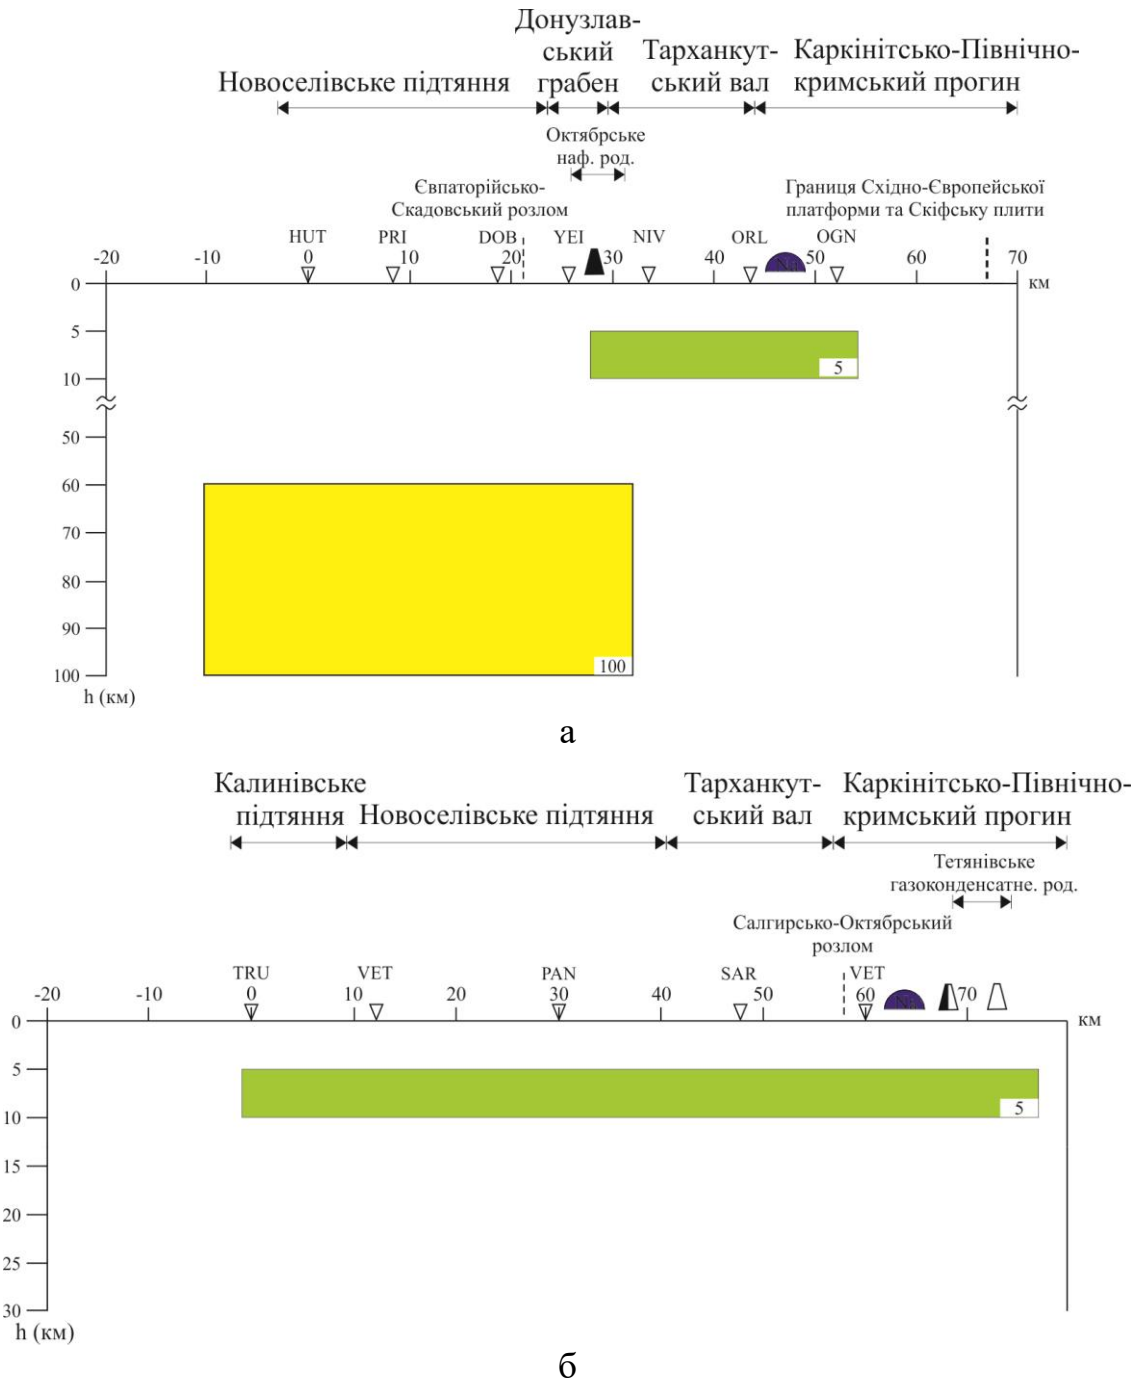 Донузлав-
ський
грабен
Новоселівське підтяння
Тарханкут-
ський вал
Каркінітсько-Північно-
кримський прогин
Октябрське
наф. род.
Євпаторійсько-
Скадовський розлом
Границя Східно-Європейської
платформи та Скіфську плити
HUT PRI DOB YEI NIV ORL OGN
-20 -10 0 10 20 30 40 50 60 70
км
Na
0
5
10
50
60
70
80
90
100
5
100
h (км)
а
Калинівське
підтяння
Новоселівське підтяння
Тарханкут-
ський вал
Каркінітсько-Північно-
кримський прогин
Тетянівське
газоконденсатне. род.
Салгирсько-Октябрський
розлом
TRU VET PAN SAR VET
-20 -10 0 10 20 30 40 50 60 70
км
Na
0
5
10
15
20
25
30
5
h (км)
б